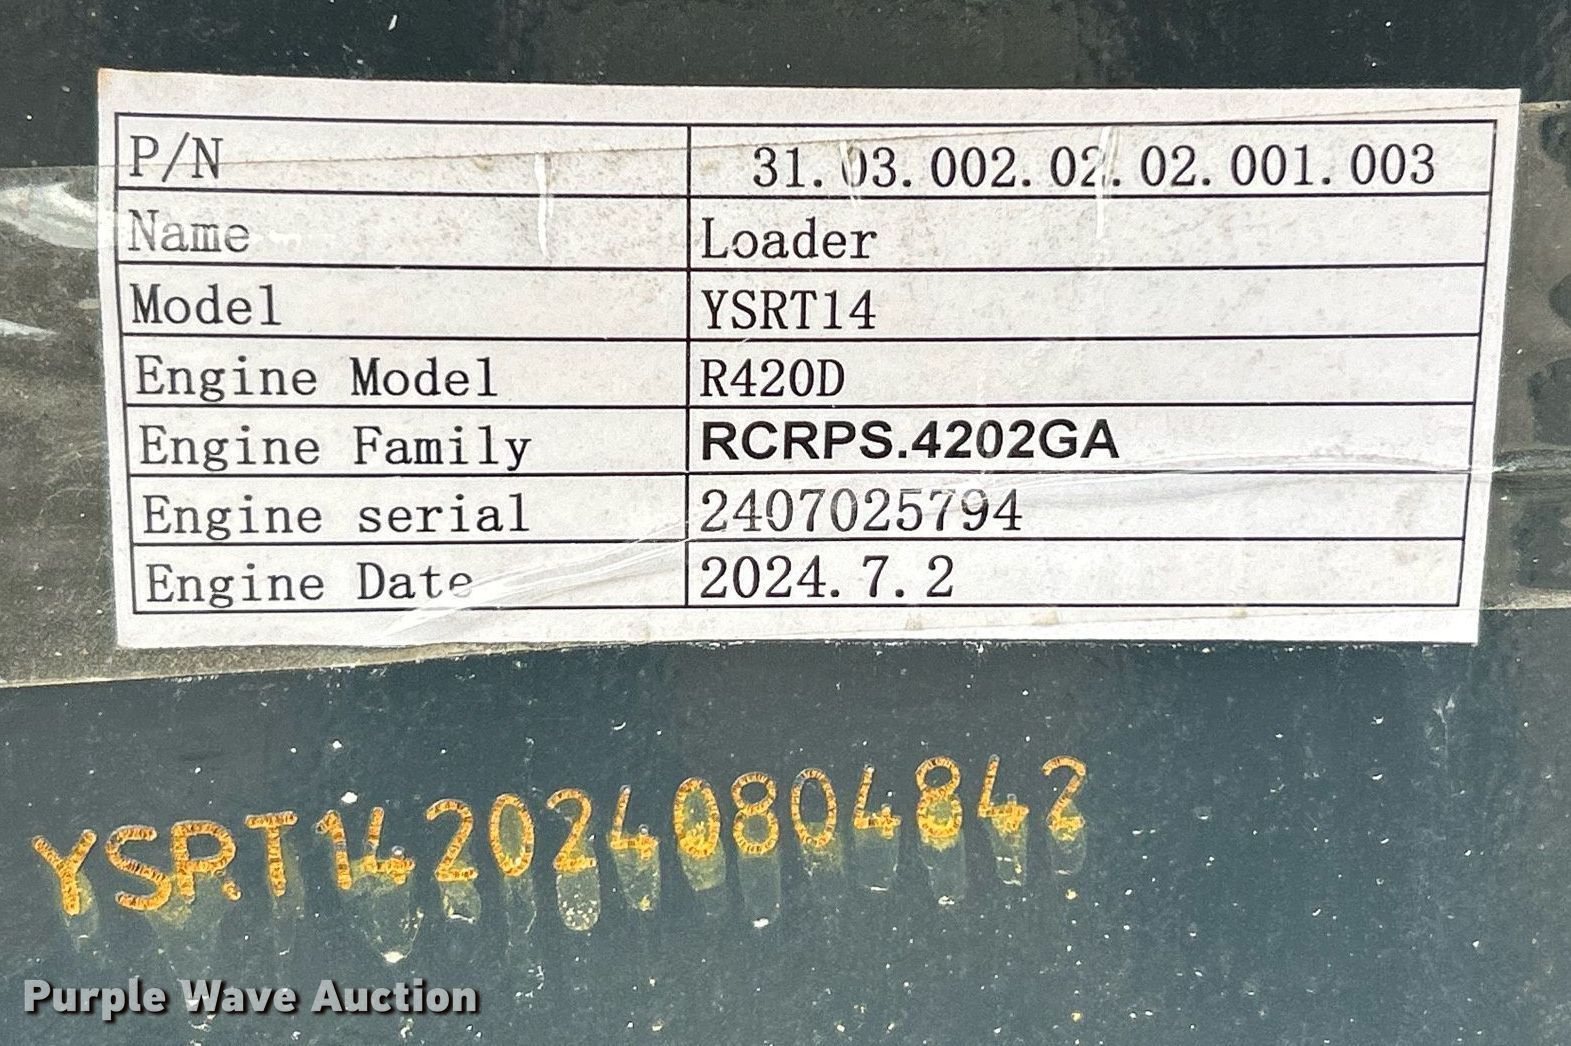 P/N 31.03.002.02.02.001.003
Name Loader
Model YSRT14
Engine Model R420D
Engine Family RCRPS.4202GA
Engine serial 2407025794
Engine Date 2024.7.2
YSRT1420240804842
Purple Wave Auction